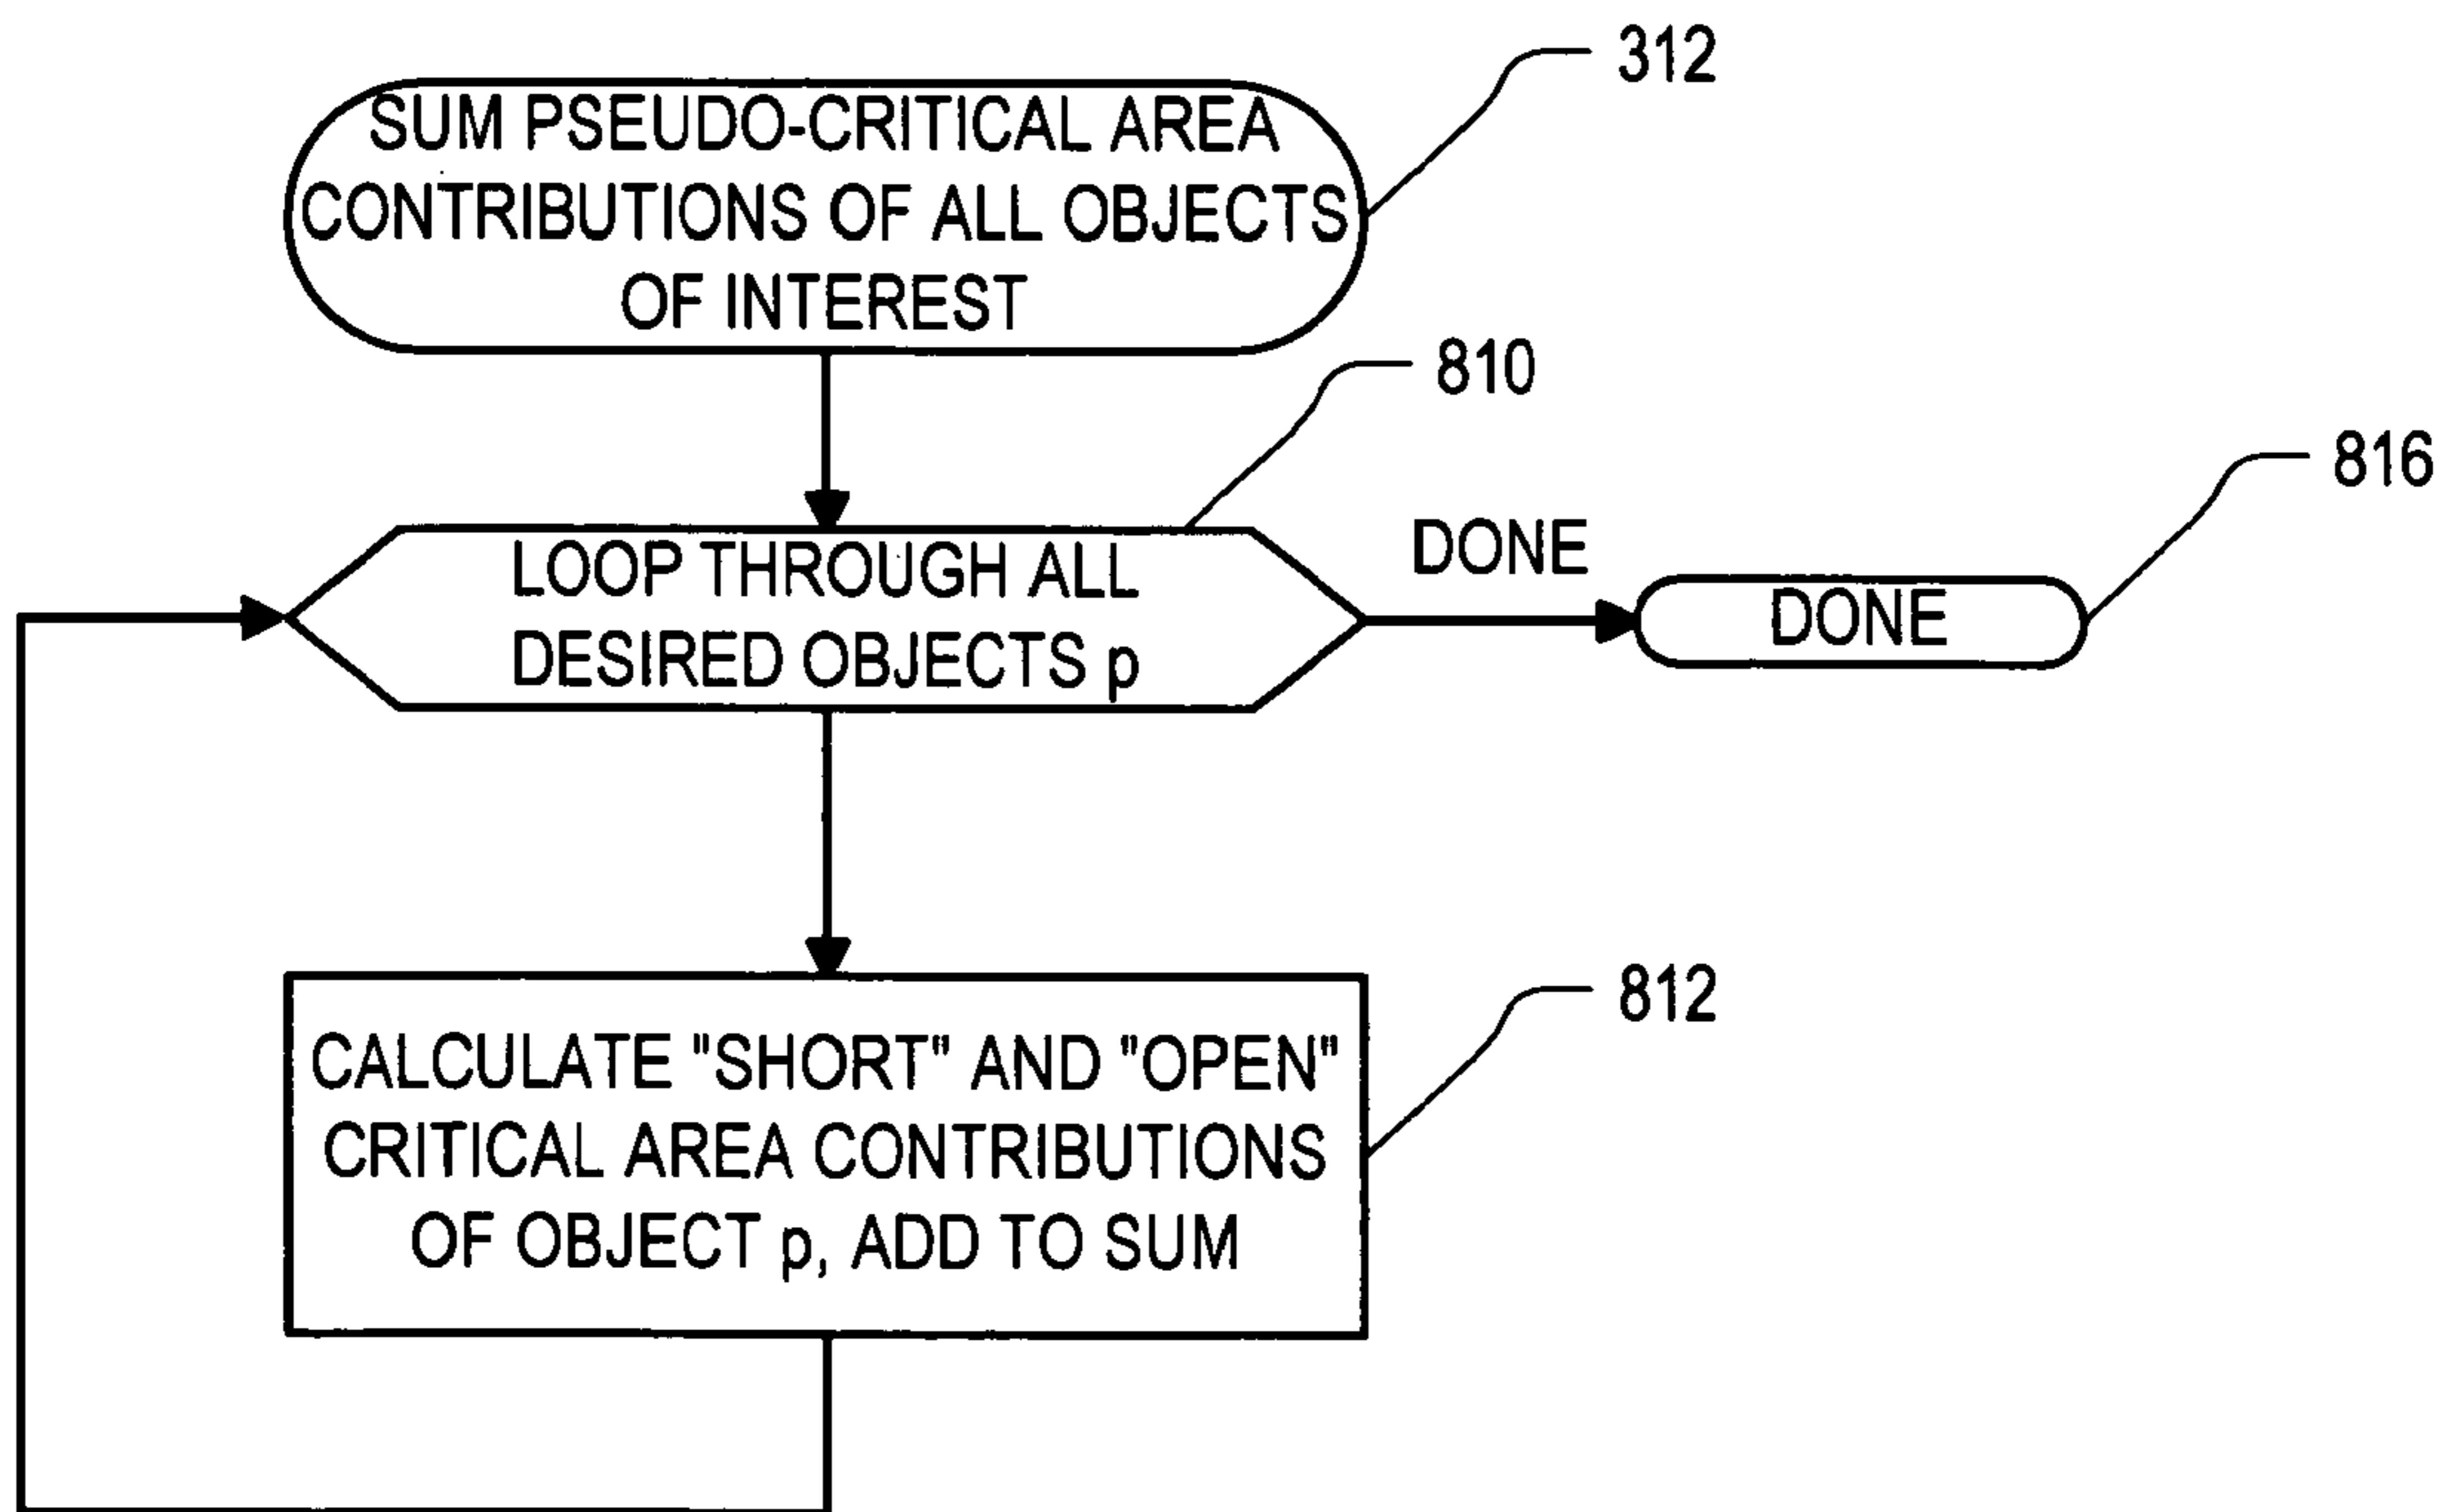 312
SUM PSEUDO-CRITICAL AREA
CONTRIBUTIONS OF ALL OBJECTS
OF INTEREST
810
816
LOOP THROUGH ALL
DESIRED OBJECTS p
DONE
DONE
812
CALCULATE "SHORT" AND "OPEN"
CRITICAL AREA CONTRIBUTIONS
OF OBJECT p, ADD TO SUM